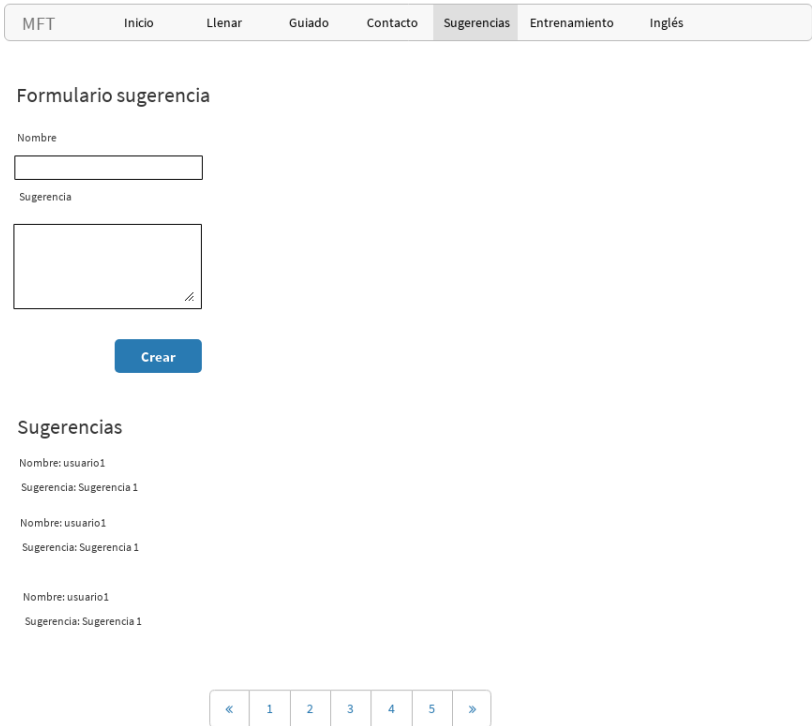 MFT Inicio Llenar Guiado Contacto Sugerencias Entrenamiento Inglés
Formulario sugerencia
Nombre
Sugerencia
Crear
Sugerencias
Nombre: usuario1
Sugerencia: Sugerencia 1
Nombre: usuario1
Sugerencia: Sugerencia 1
Nombre: usuario1
Sugerencia: Sugerencia 1
« 1 2 3 4 5 »